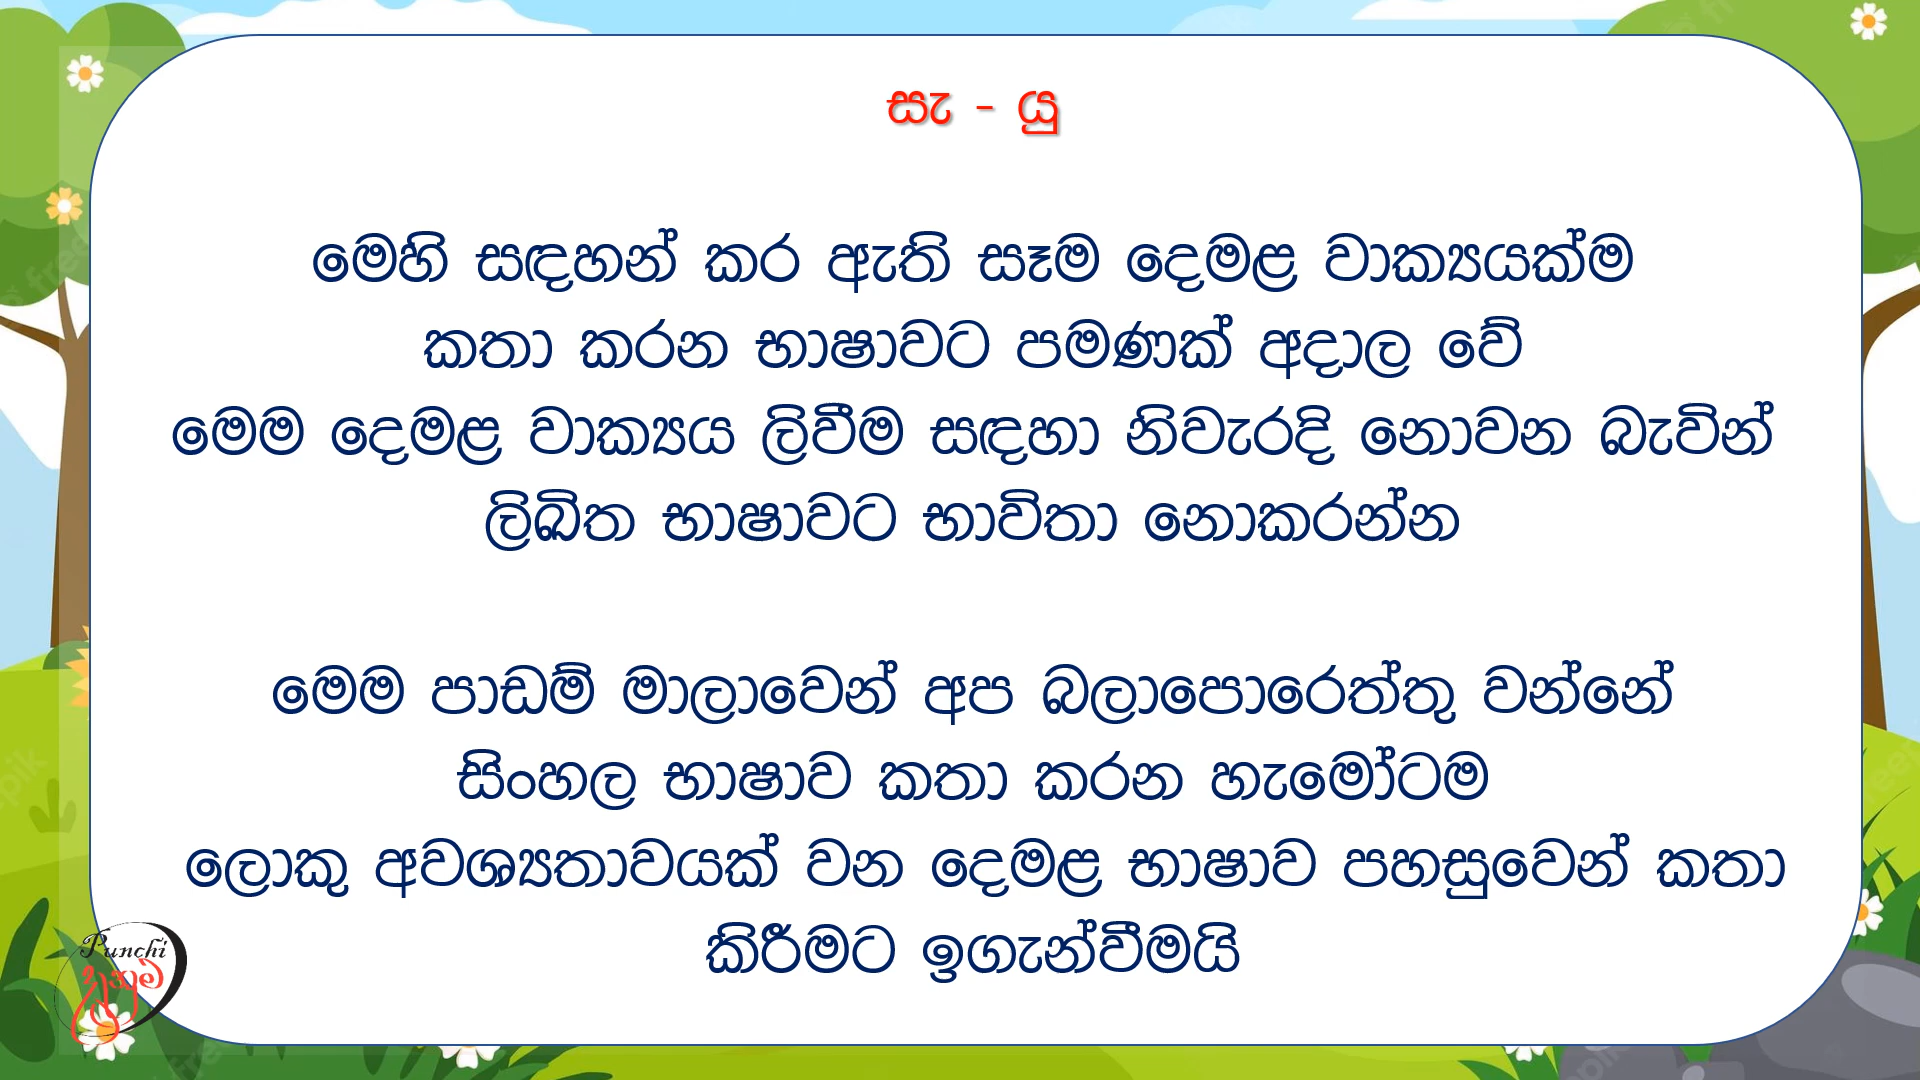 සැ - යු
මෙහි සඳහන් කර ඇති සෑම දෙමළ වාක්‍යයක්ම
කතා කරන භාෂාවට පමණක් අදාල වේ
මෙම දෙමළ වාක්‍යය ලිවීම සඳහා නිවැරදි නොවන බැවින්
ලිඛිත භාෂාවට භාවිතා නොකරන්න
මෙම පාඩම් මාලාවෙන් අප බලාපොරෙත්තු වන්නේ
සිංහල භාෂාව කතා කරන හැමෝටම
ලොකු අවශ්‍යතාවයක් වන දෙමළ භාෂාව පහසුවෙන් කතා
කිරීමට ඉගැන්වීමයි
Punchi